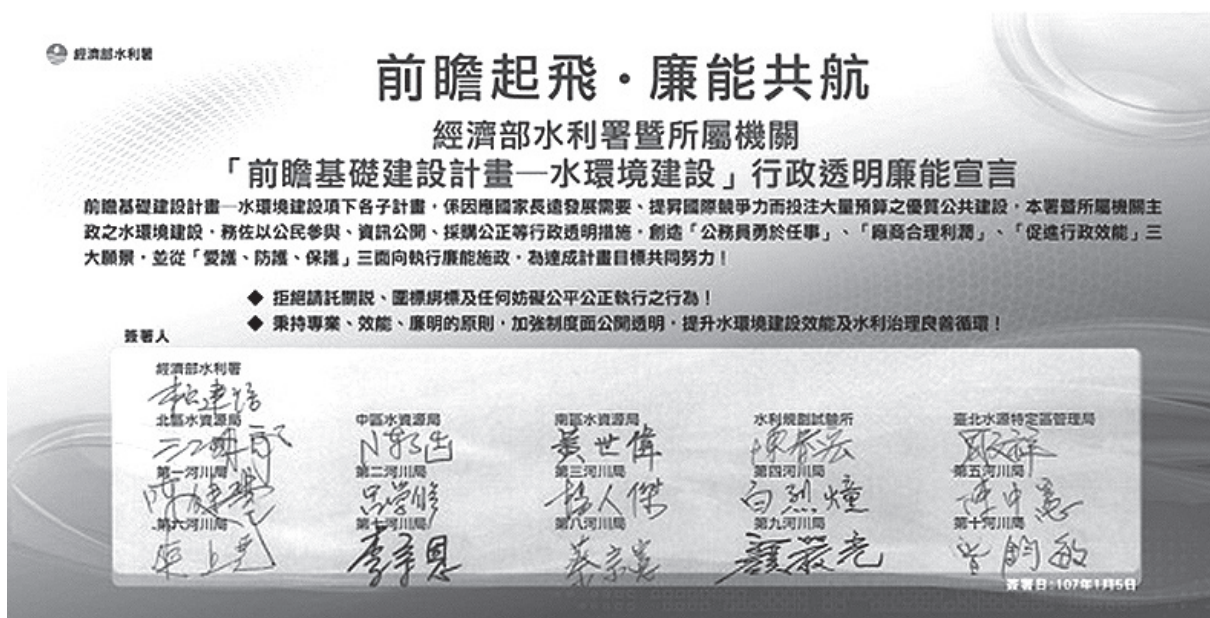 經濟部水利署
前瞻起飛・廉能共航
經濟部水利署暨所屬機關
「前瞻基礎建設計畫—水環境建設」行政透明廉能宣言
前瞻基礎建設計畫—水環境建設項下各子計畫，係因應國家長遠發展需要、提昇國際競爭力而投注大量預算之優質公共建設，本署暨所屬機關主
政之水環境建設，務佐以公民參與、資訊公開、採購公正等行政透明措施，創造「公務員勇於任事」、「廠商合理利潤」、「促進行政效能」三
大願景，並從「愛護、防護、保護」三面向執行廉能施政，為達成計畫目標共同努力！
◆ 拒絕請託關説、圍標綁標及任何妨礙公平公正執行之行為！
◆ 秉持專業、效能、廉明的原則，加強制度面公開透明，提升水環境建設效能及水利治理良善循環！
簽署人
經濟部水利署
北區水資源局 中區水資源局 南區水資源局 水利規劃試驗所 臺北水源特定區管理局
黃世偉
第一河川局 第二河川局 第三河川局 第四河川局 第五河川局
楊人傑 白烈燑
第六河川局 第七河川局 第八河川局 第九河川局 第十河川局
蔡宗憲
簽署日：107年1月5日